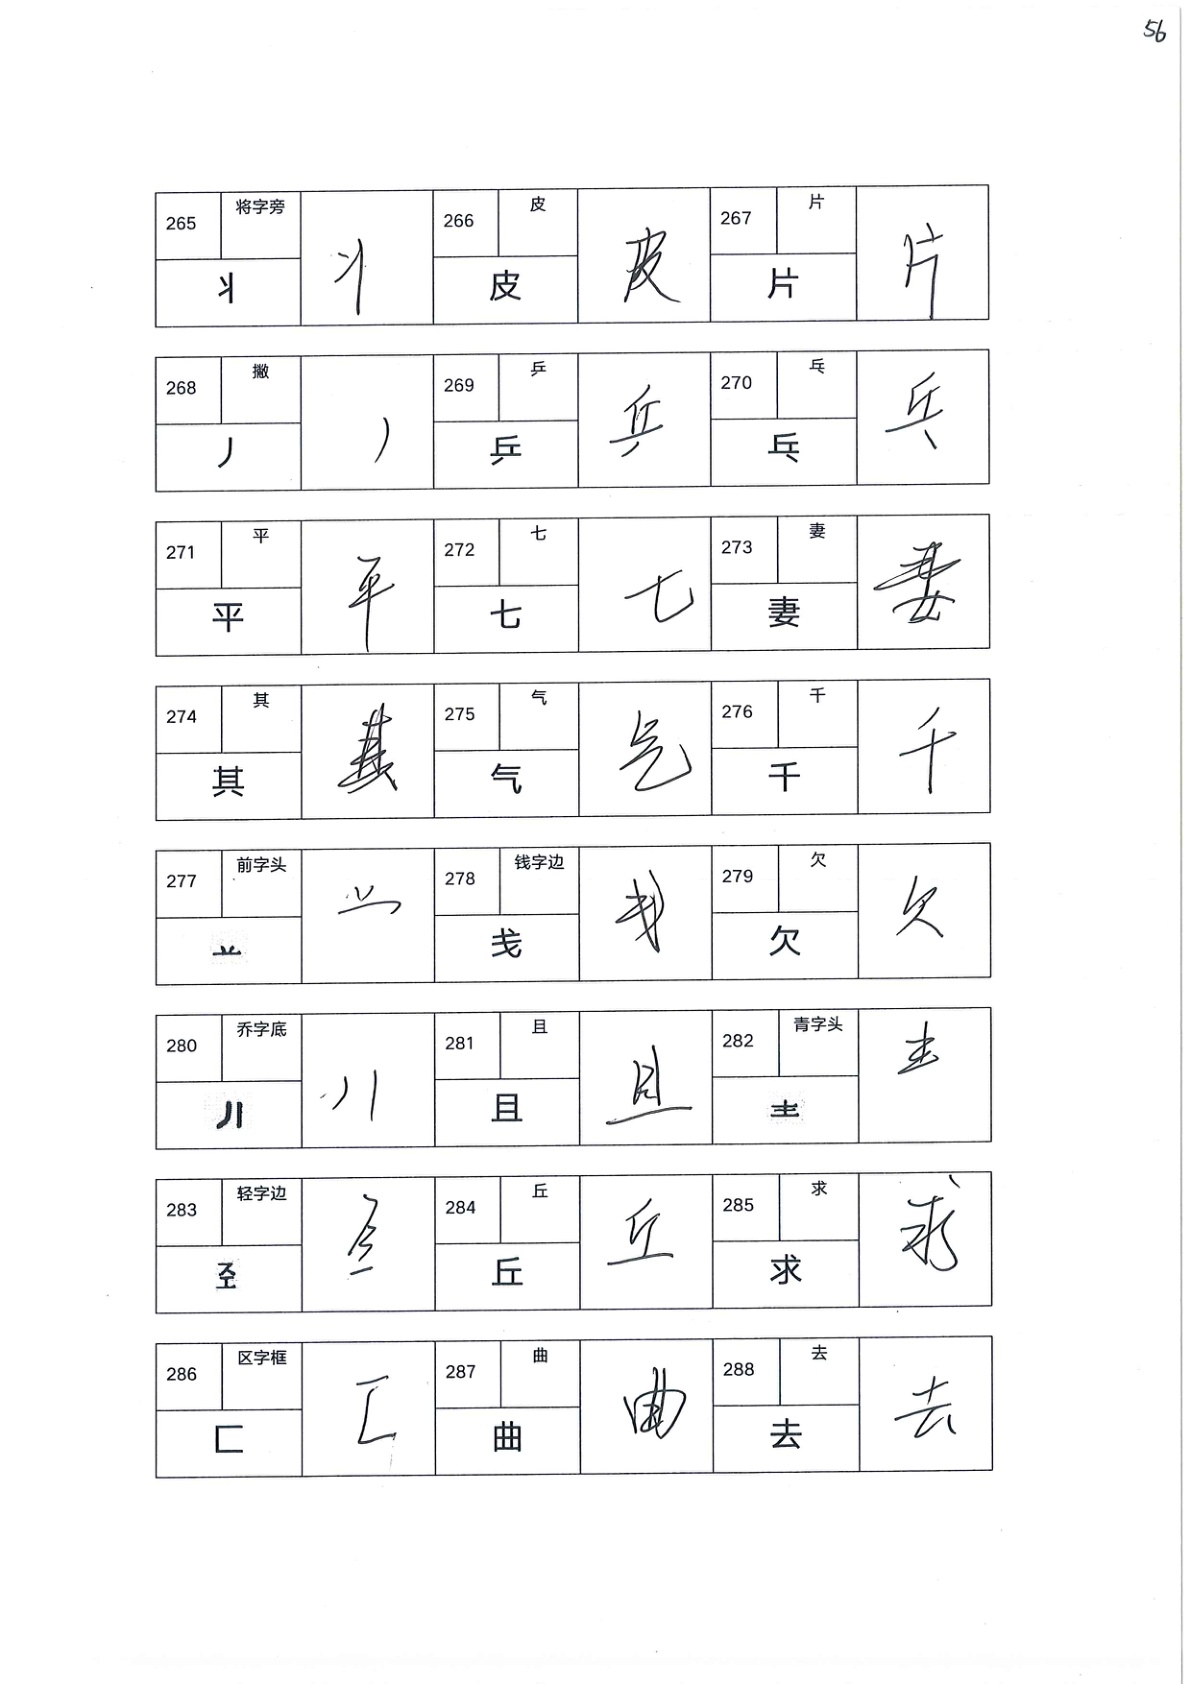 56
265 将字旁 丬 丬 266 皮 皮 皮 267 片 片 片
268 撇 丿 丿 269 乒 乒 乒 270 乓 乓 乓
271 平 平 平 272 七 七 七 273 妻 妻 妻
274 其 其 其 275 气 气 气 276 千 千 千
277 前字头 䒑 䒑 278 钱字边 戋 戋 279 欠 欠 欠
280 乔字底 丿丨 丿丨 281 且 且 且 282 青字头 龶 龶
283 轻字边 𢀖 𢀖 284 丘 丘 丘 285 求 求 求
286 区字框 匚 匚 287 曲 曲 曲 288 去 去 去